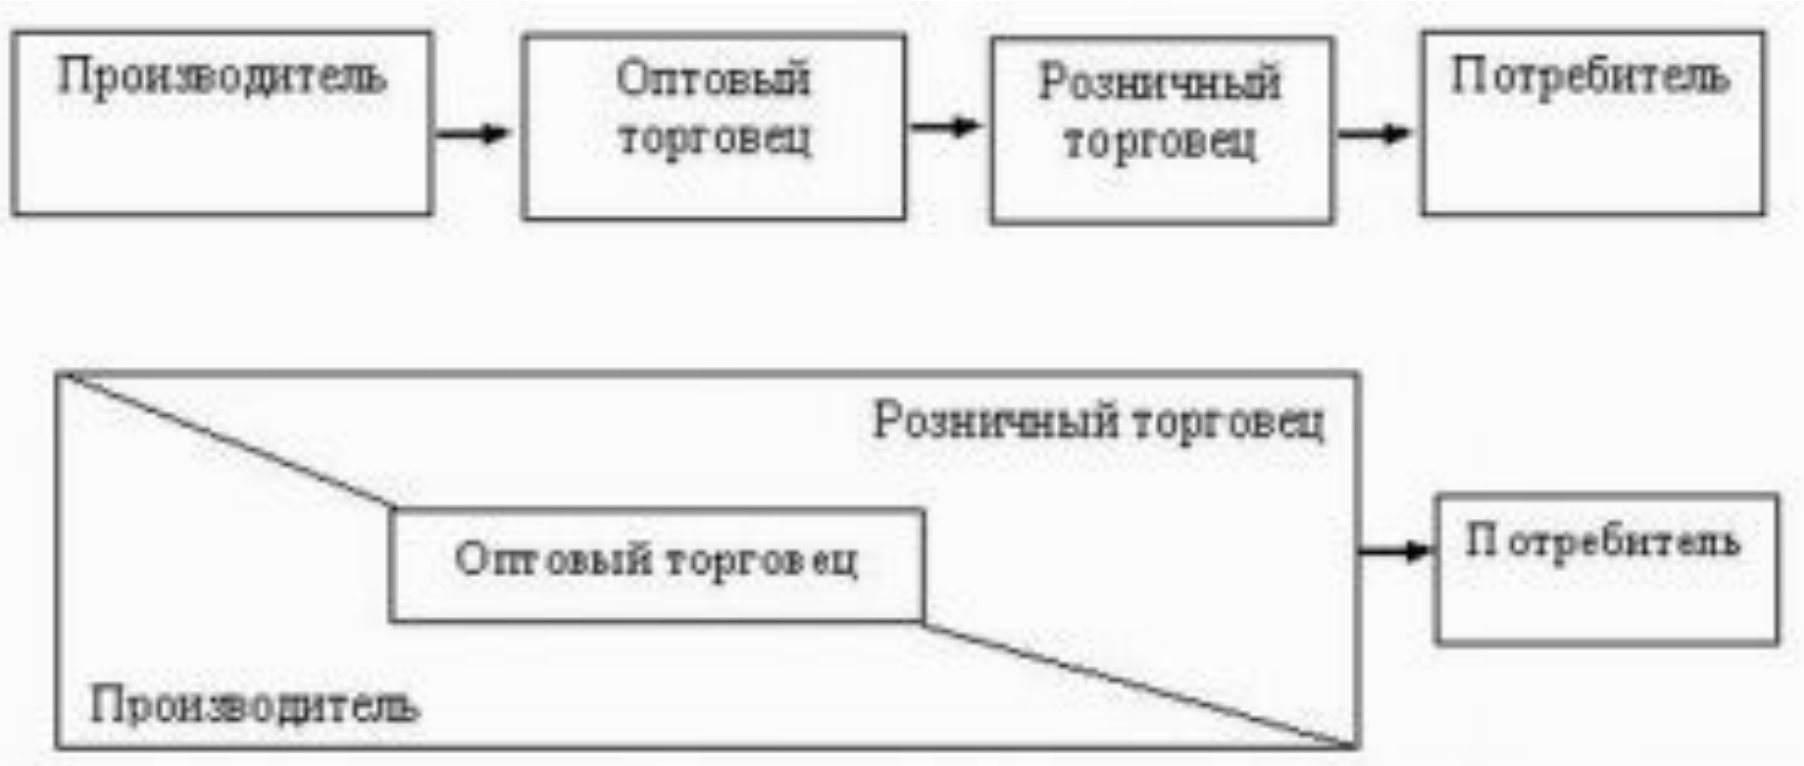 Производитель
Оптовый
торговец
Розничный
торговец
Потребитель
Розничный торговец
Оптовый торговец
Потребитель
Производитель